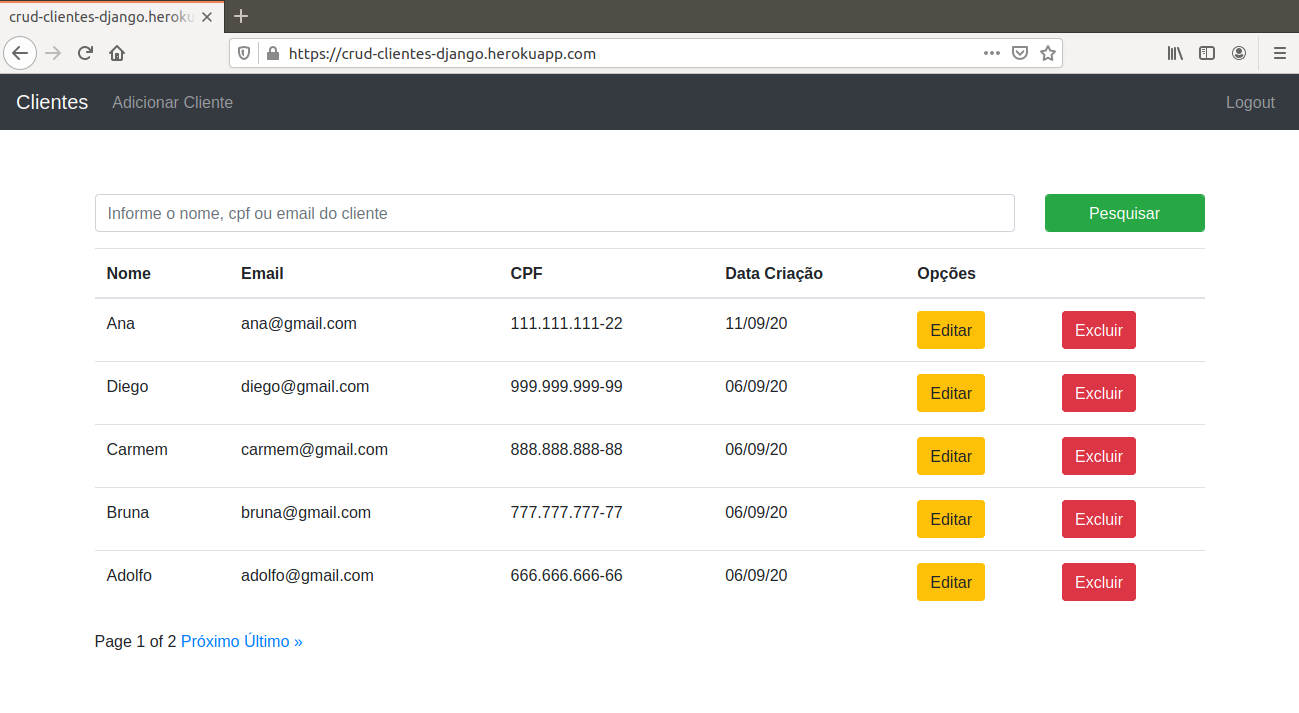 crud-clientes-django.heroku
https://crud-clientes-django.herokuapp.com
Clientes Adicionar Cliente Logout
Informe o nome, cpf ou email do cliente Pesquisar
Nome Email CPF Data Criação Opções
Ana ana@gmail.com 111.111.111-22 11/09/20 Editar Excluir
Diego diego@gmail.com 999.999.999-99 06/09/20 Editar Excluir
Carmem carmem@gmail.com 888.888.888-88 06/09/20 Editar Excluir
Bruna bruna@gmail.com 777.777.777-77 06/09/20 Editar Excluir
Adolfo adolfo@gmail.com 666.666.666-66 06/09/20 Editar Excluir
Page 1 of 2 Próximo Último »